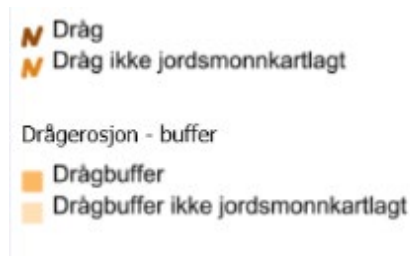 Dråg
Dråg ikke jordsmonnkartlagt
Drågerosjon - buffer
Drågbuffer
Drågbuffer ikke jordsmonnkartlagt